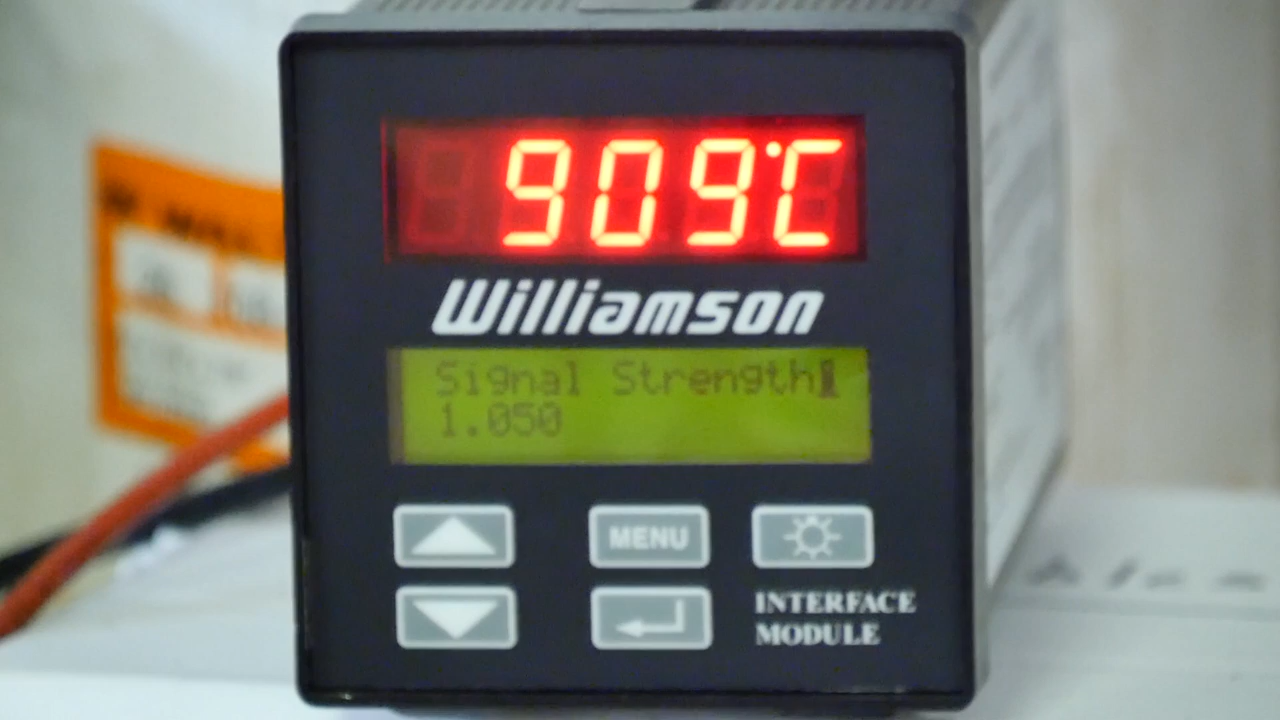 909°C
Williamson
Signal Strength
1.050
MENU
INTERFACE
MODULE